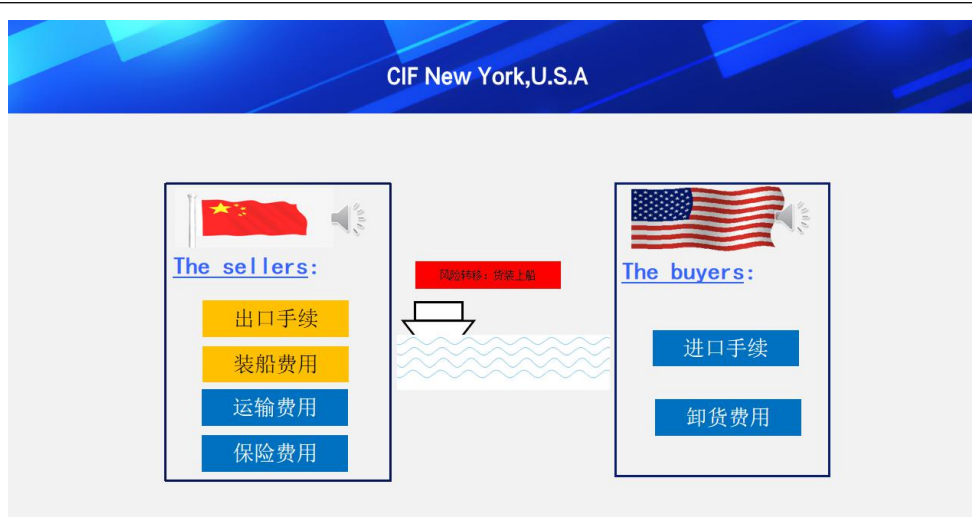 CIF New York,U.S.A
The sellers:
出口手续
装船费用
运输费用
保险费用
风险转移：货装上船
The buyers:
进口手续
卸货费用